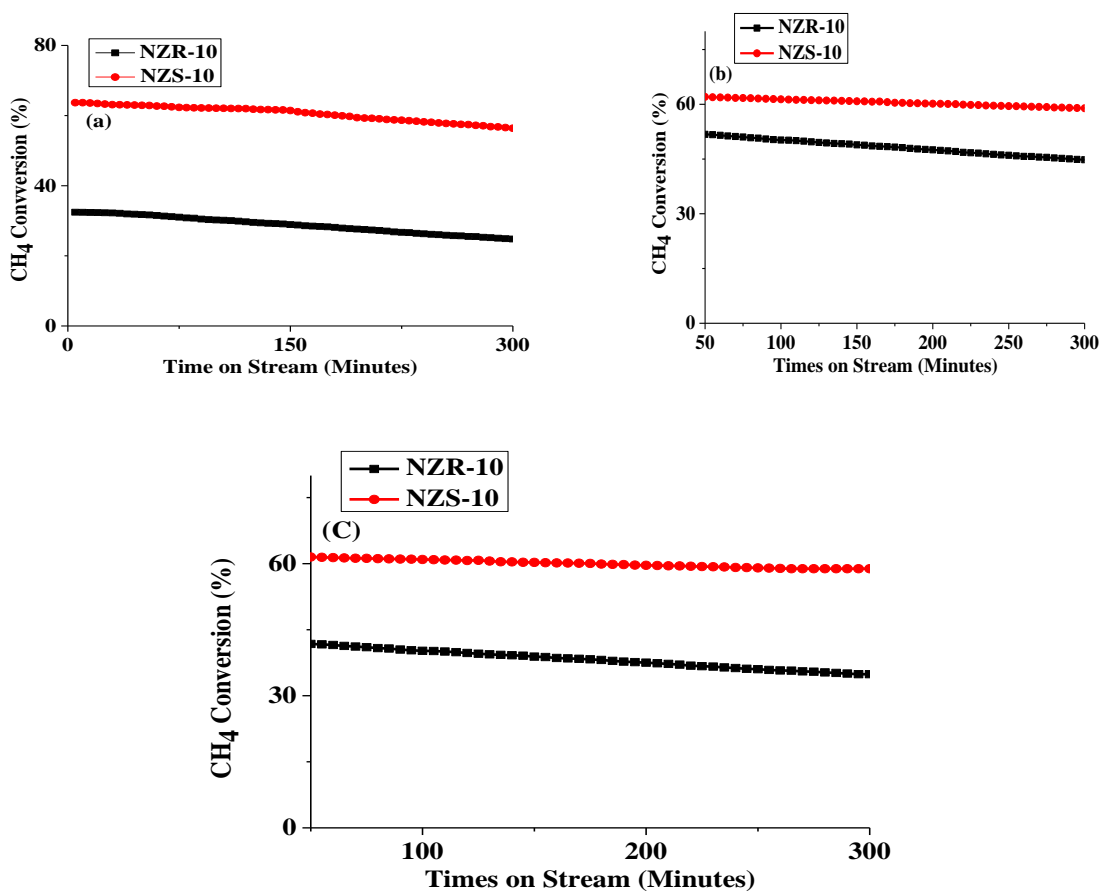 NZR-10
NZS-10
(a)
80
40
0
CH4 Convversion (%)
0 150 300
Time on Stream (Minutes)
NZR-10
NZS-10
(b)
60
30
0
CH4 Conversion (%)
50 100 150 200 250 300
Times on Stream (Minutes)
NZR-10
NZS-10
(C)
60
30
0
CH4 Conversion (%)
100 200 300
Times on Stream (Minutes)